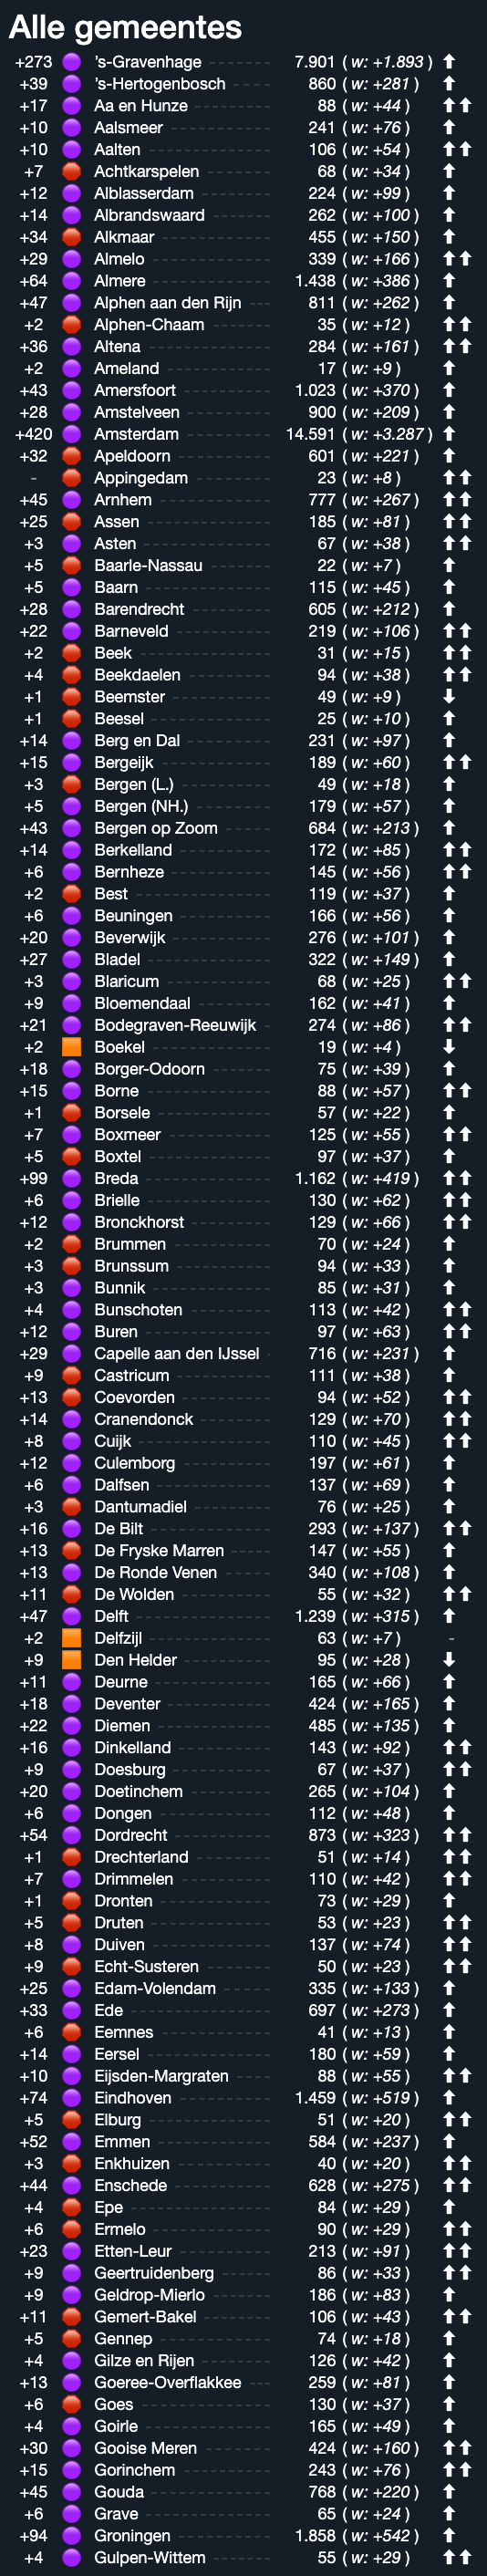 Alle gemeentes
+273 's-Gravenhage 7.901 ( w: +1.893 )
+39 's-Hertogenbosch 860 ( w: +281 )
+17 Aa en Hunze 88 ( w: +44 )
+10 Aalsmeer 241 ( w: +76 )
+10 Aalten 106 ( w: +54 )
+7 Achtkarspelen 68 ( w: +34 )
+12 Alblasserdam 224 ( w: +99 )
+14 Albrandswaard 262 ( w: +100 )
+34 Alkmaar 455 ( w: +150 )
+29 Almelo 339 ( w: +166 )
+64 Almere 1.438 ( w: +386 )
+47 Alphen aan den Rijn 811 ( w: +262 )
+2 Alphen-Chaam 35 ( w: +12 )
+36 Altena 284 ( w: +161 )
+2 Ameland 17 ( w: +9 )
+43 Amersfoort 1.023 ( w: +370 )
+28 Amstelveen 900 ( w: +209 )
+420 Amsterdam 14.591 ( w: +3.287 )
+32 Apeldoorn 601 ( w: +221 )
- Appingedam 23 ( w: +8 )
+45 Arnhem 777 ( w: +267 )
+25 Assen 185 ( w: +81 )
+3 Asten 67 ( w: +38 )
+5 Baarle-Nassau 22 ( w: +7 )
+5 Baarn 115 ( w: +45 )
+28 Barendrecht 605 ( w: +212 )
+22 Barneveld 219 ( w: +106 )
+2 Beek 31 ( w: +15 )
+4 Beekdaelen 94 ( w: +38 )
+1 Beemster 49 ( w: +9 )
+1 Beesel 25 ( w: +10 )
+14 Berg en Dal 231 ( w: +97 )
+15 Bergeijk 189 ( w: +60 )
+3 Bergen (L.) 49 ( w: +18 )
+5 Bergen (NH.) 179 ( w: +57 )
+43 Bergen op Zoom 684 ( w: +213 )
+14 Berkelland 172 ( w: +85 )
+6 Bernheze 145 ( w: +56 )
+2 Best 119 ( w: +37 )
+6 Beuningen 166 ( w: +56 )
+20 Beverwijk 276 ( w: +101 )
+27 Bladel 322 ( w: +149 )
+3 Blaricum 68 ( w: +25 )
+9 Bloemendaal 162 ( w: +41 )
+21 Bodegraven-Reeuwijk 274 ( w: +86 )
+2 Boekel 19 ( w: +4 )
+18 Borger-Odoorn 75 ( w: +39 )
+15 Borne 88 ( w: +57 )
+1 Borsele 57 ( w: +22 )
+7 Boxmeer 125 ( w: +55 )
+5 Boxtel 97 ( w: +37 )
+99 Breda 1.162 ( w: +419 )
+6 Brielle 130 ( w: +62 )
+12 Bronckhorst 129 ( w: +66 )
+2 Brummen 70 ( w: +24 )
+3 Brunssum 94 ( w: +33 )
+3 Bunnik 85 ( w: +31 )
+4 Bunschoten 113 ( w: +42 )
+12 Buren 97 ( w: +63 )
+29 Capelle aan den IJssel 716 ( w: +231 )
+9 Castricum 111 ( w: +38 )
+13 Coevorden 94 ( w: +52 )
+14 Cranendonck 129 ( w: +70 )
+8 Cuijk 110 ( w: +45 )
+12 Culemborg 197 ( w: +61 )
+6 Dalfsen 137 ( w: +69 )
+3 Dantumadiel 76 ( w: +25 )
+16 De Bilt 293 ( w: +137 )
+13 De Fryske Marren 147 ( w: +55 )
+13 De Ronde Venen 340 ( w: +108 )
+11 De Wolden 55 ( w: +32 )
+47 Delft 1.239 ( w: +315 )
+2 Delfzijl 63 ( w: +7 ) -
+9 Den Helder 95 ( w: +28 )
+11 Deurne 165 ( w: +66 )
+18 Deventer 424 ( w: +165 )
+22 Diemen 485 ( w: +135 )
+16 Dinkelland 143 ( w: +92 )
+9 Doesburg 67 ( w: +37 )
+20 Doetinchem 265 ( w: +104 )
+6 Dongen 112 ( w: +48 )
+54 Dordrecht 873 ( w: +323 )
+1 Drechterland 51 ( w: +14 )
+7 Drimmelen 110 ( w: +42 )
+1 Dronten 73 ( w: +29 )
+5 Druten 53 ( w: +23 )
+8 Duiven 137 ( w: +74 )
+9 Echt-Susteren 50 ( w: +23 )
+25 Edam-Volendam 335 ( w: +133 )
+33 Ede 697 ( w: +273 )
+6 Eemnes 41 ( w: +13 )
+14 Eersel 180 ( w: +59 )
+10 Eijsden-Margraten 88 ( w: +55 )
+74 Eindhoven 1.459 ( w: +519 )
+5 Elburg 51 ( w: +20 )
+52 Emmen 584 ( w: +237 )
+3 Enkhuizen 40 ( w: +20 )
+44 Enschede 628 ( w: +275 )
+4 Epe 84 ( w: +29 )
+6 Ermelo 90 ( w: +29 )
+23 Etten-Leur 213 ( w: +91 )
+9 Geertruidenberg 86 ( w: +33 )
+9 Geldrop-Mierlo 186 ( w: +83 )
+11 Gemert-Bakel 106 ( w: +43 )
+5 Gennep 74 ( w: +18 )
+4 Gilze en Rijen 126 ( w: +42 )
+13 Goeree-Overflakkee 259 ( w: +81 )
+6 Goes 130 ( w: +37 )
+4 Goirle 165 ( w: +49 )
+30 Gooise Meren 424 ( w: +160 )
+15 Gorinchem 243 ( w: +76 )
+45 Gouda 768 ( w: +220 )
+6 Grave 65 ( w: +24 )
+94 Groningen 1.858 ( w: +542 )
+4 Gulpen-Wittem 55 ( w: +29 )